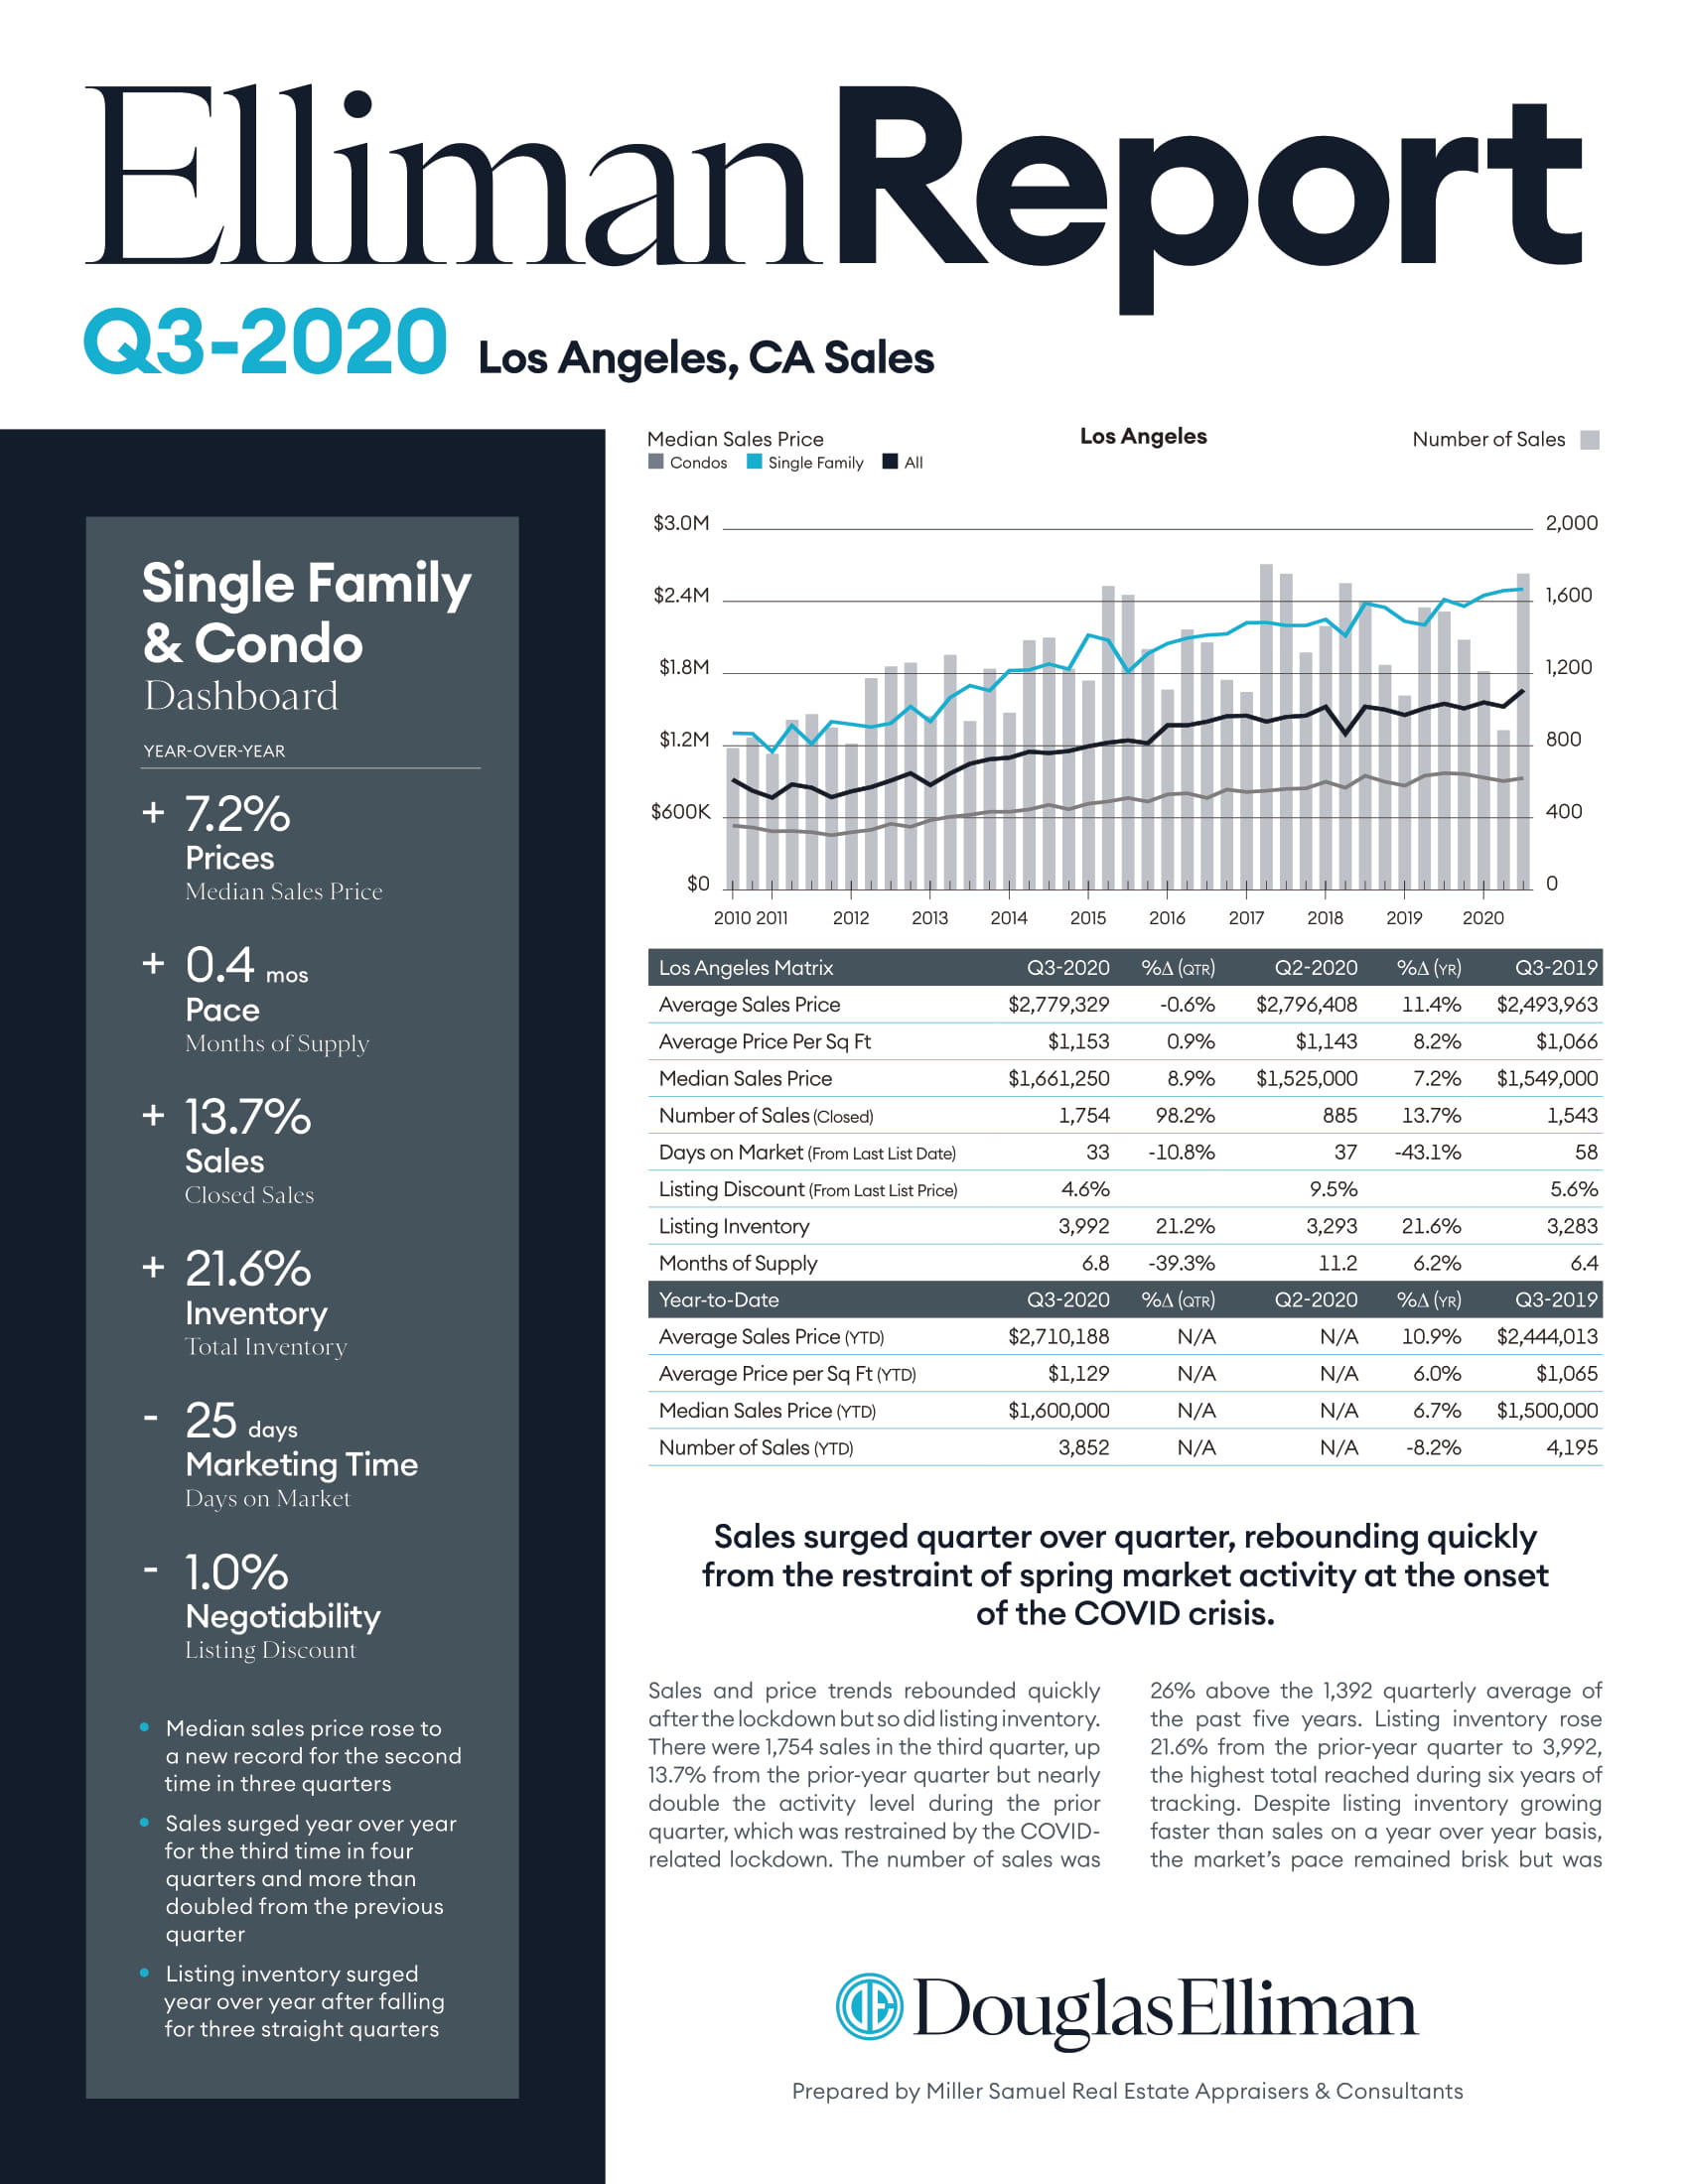 Elliman Report
Q3-2020 Los Angeles, CA Sales
Single Family
& Condo
Dashboard
YEAR-OVER-YEAR
+ 7.2%
Prices
Median Sales Price
+ 0.4 mos
Pace
Months of Supply
+ 13.7%
Sales
Closed Sales
+ 21.6%
Inventory
Total Inventory
- 25 days
Marketing Time
Days on Market
- 1.0%
Negotiability
Listing Discount
• Median sales price rose to
a new record for the second
time in three quarters
• Sales surged year over year
for the third time in four
quarters and more than
doubled from the previous
quarter
• Listing inventory surged
year over year after falling
for three straight quarters
Median Sales Price Los Angeles Number of Sales
Condos Single Family All
$3.0M 2,000
$2.4M 1,600
$1.8M 1,200
$1.2M 800
$600K 400
$0 0
2010 2011 2012 2013 2014 2015 2016 2017 2018 2019 2020
Los Angeles Matrix Q3-2020 %Δ (QTR) Q2-2020 %Δ (YR) Q3-2019
Average Sales Price $2,779,329 -0.6% $2,796,408 11.4% $2,493,963
Average Price Per Sq Ft $1,153 0.9% $1,143 8.2% $1,066
Median Sales Price $1,661,250 8.9% $1,525,000 7.2% $1,549,000
Number of Sales (Closed) 1,754 98.2% 885 13.7% 1,543
Days on Market (From Last List Date) 33 -10.8% 37 -43.1% 58
Listing Discount (From Last List Price) 4.6% 9.5% 5.6%
Listing Inventory 3,992 21.2% 3,293 21.6% 3,283
Months of Supply 6.8 -39.3% 11.2 6.2% 6.4
Year-to-Date Q3-2020 %Δ (QTR) Q2-2020 %Δ (YR) Q3-2019
Average Sales Price (YTD) $2,710,188 N/A N/A 10.9% $2,444,013
Average Price per Sq Ft (YTD) $1,129 N/A N/A 6.0% $1,065
Median Sales Price (YTD) $1,600,000 N/A N/A 6.7% $1,500,000
Number of Sales (YTD) 3,852 N/A N/A -8.2% 4,195
Sales surged quarter over quarter, rebounding quickly
from the restraint of spring market activity at the onset
of the COVID crisis.
Sales and price trends rebounded quickly
after the lockdown but so did listing inventory.
There were 1,754 sales in the third quarter, up
13.7% from the prior-year quarter but nearly
double the activity level during the prior
quarter, which was restrained by the COVID-
related lockdown. The number of sales was
26% above the 1,392 quarterly average of
the past five years. Listing inventory rose
21.6% from the prior-year quarter to 3,992,
the highest total reached during six years of
tracking. Despite listing inventory growing
faster than sales on a year over year basis,
the market's pace remained brisk but was
DE Douglas Elliman
Prepared by Miller Samuel Real Estate Appraisers & Consultants